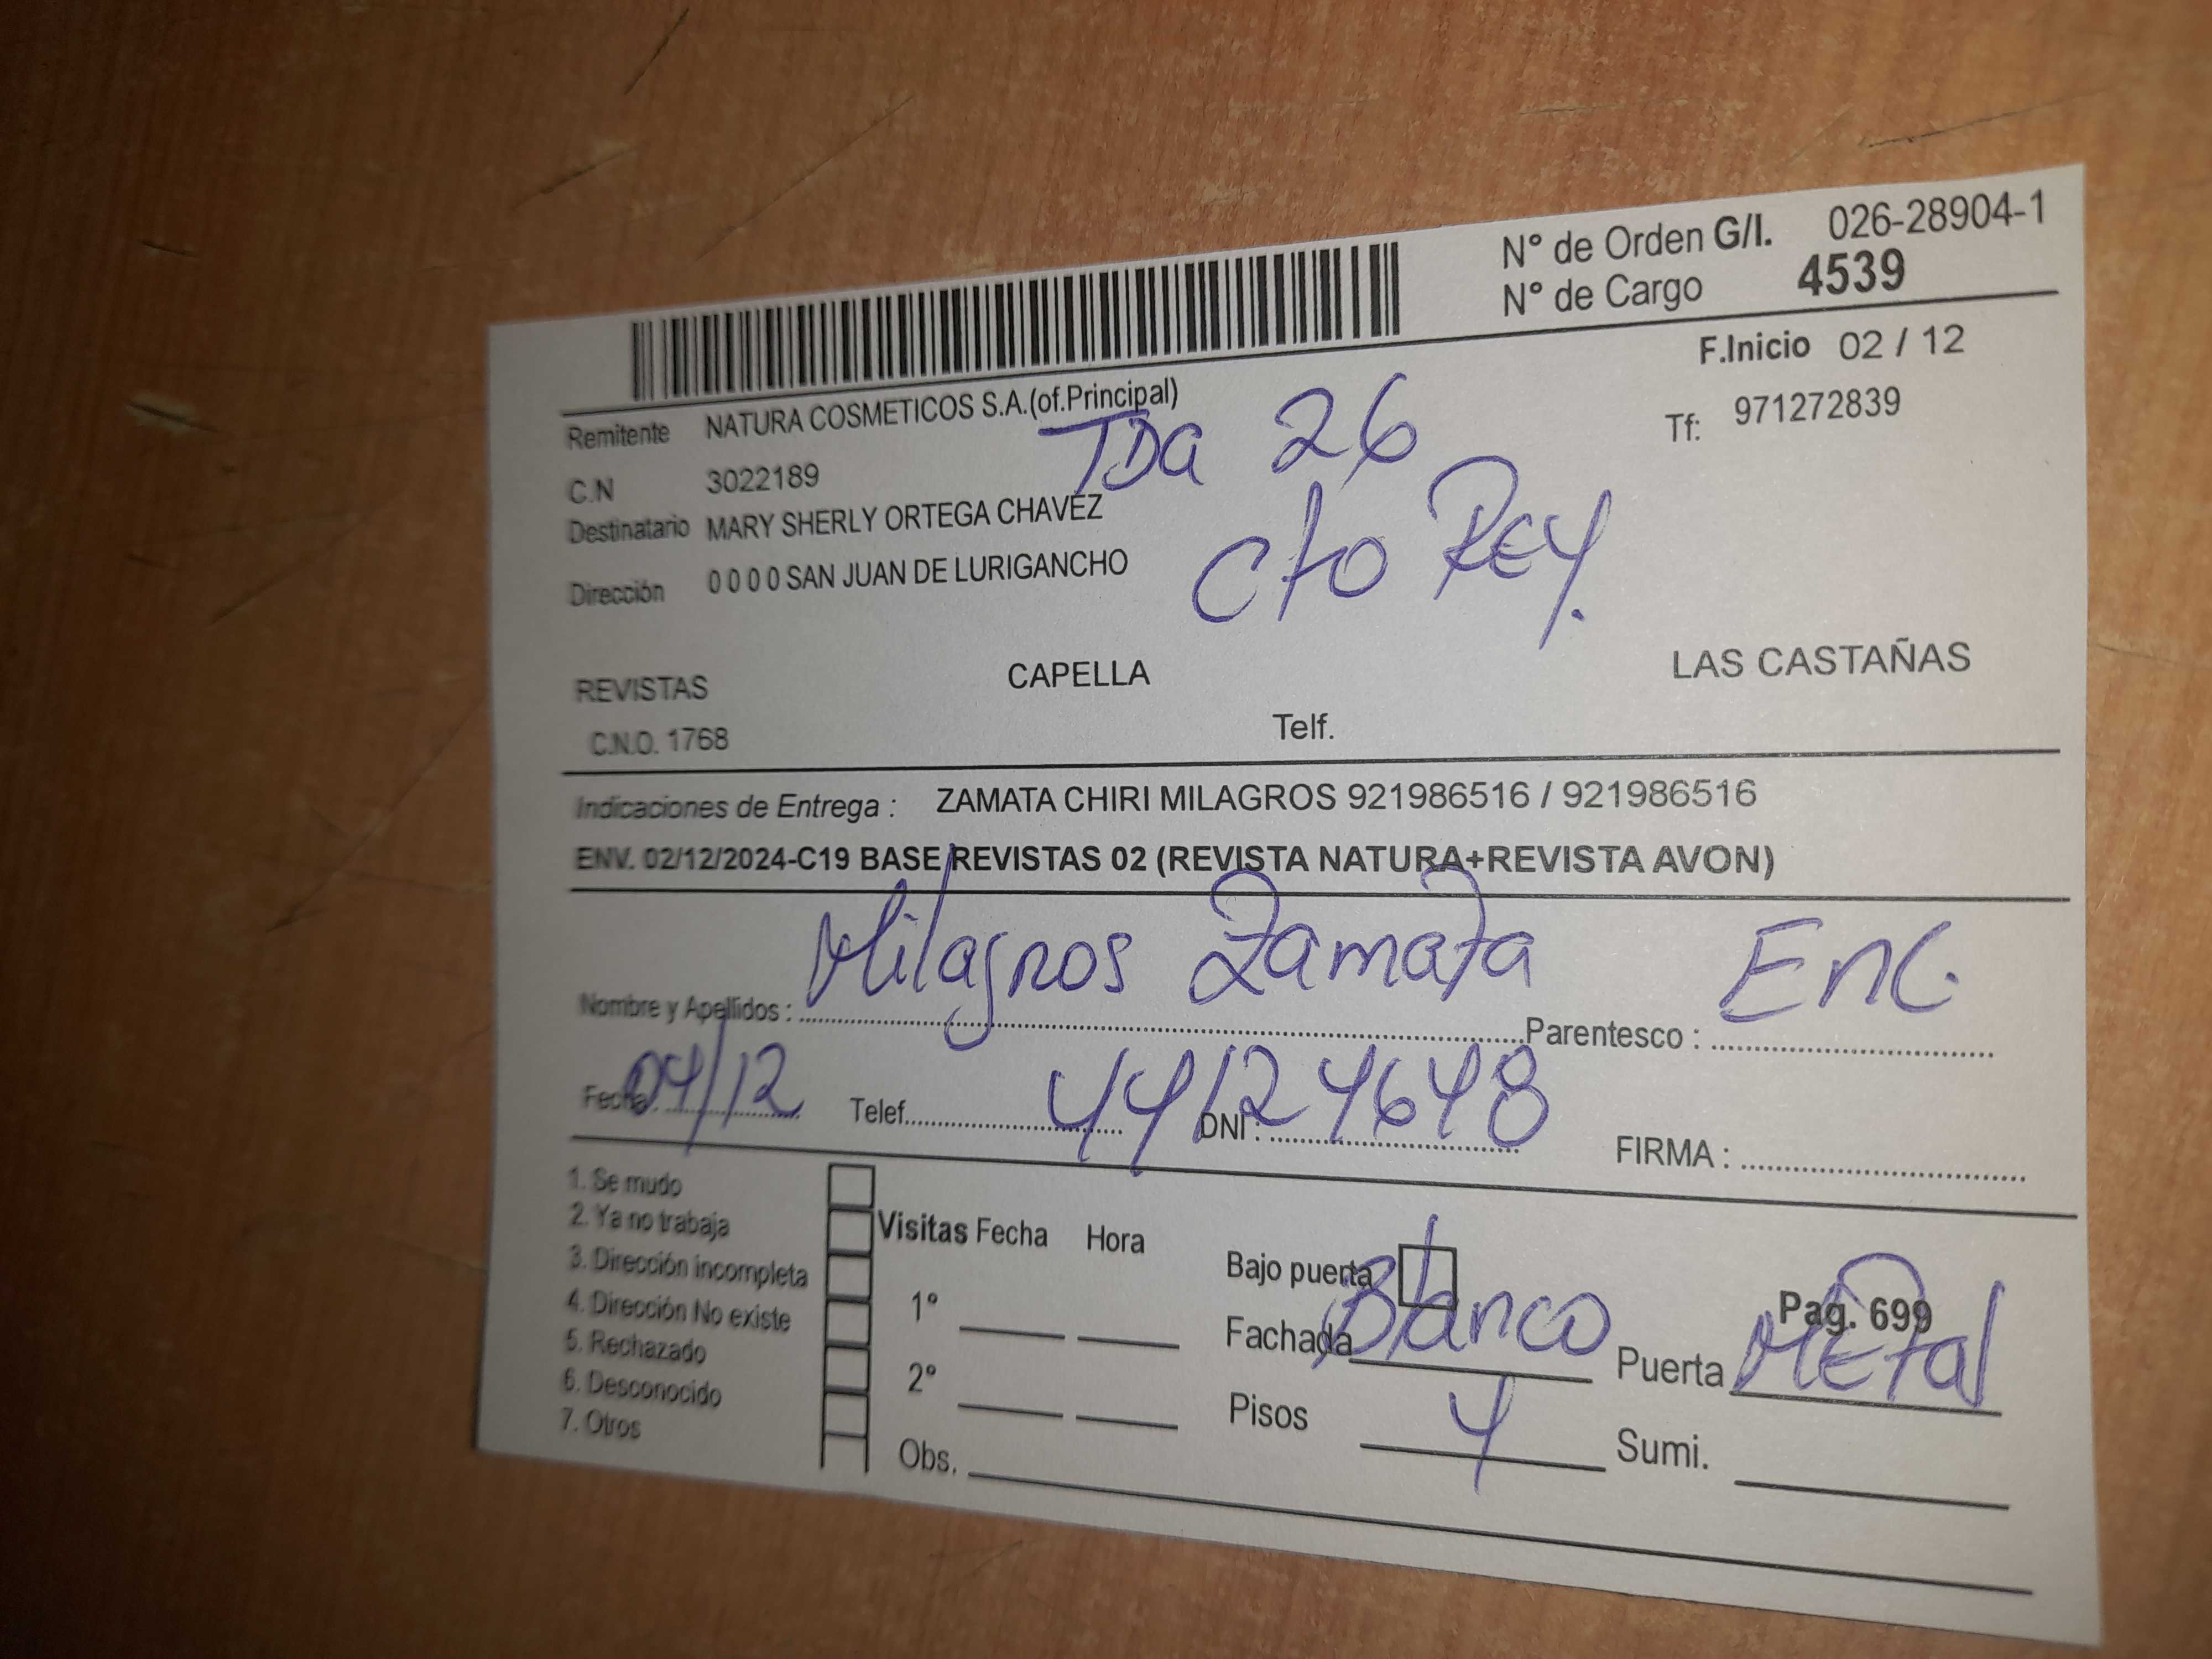 N° de Orden G/I. 026-28904-1
N° de Cargo 4539
F.Inicio 02 / 12
Remitente NATURA COSMETICOS S.A.(of.Principal)
Tf: 971272839
TDa 26
C.N 3022189
Destinatario MARY SHERLY ORTEGA CHAVEZ
Cto REY.
Dirección 0 0 0 0 SAN JUAN DE LURIGANCHO
REVISTAS CAPELLA LAS CASTAÑAS
C.N.O. 1768 Telf.
Indicaciones de Entrega : ZAMATA CHIRI MILAGROS 921986516 / 921986516
ENV. 02/12/2024-C19 BASE REVISTAS 02 (REVISTA NATURA+REVISTA AVON)
Nombre y Apellidos : Milagros Zamata Parentesco : Enc.
Fecha: 04/12 Telef. DNI : 44124648 FIRMA :
1. Se mudo
2. Ya no trabaja
3. Dirección incompleta
4. Dirección No existe
5. Rechazado
6. Desconocido
7. Otros
Visitas Fecha Hora
1°
2°
Obs.
Bajo puerta
Pag. 699
Fachada Blanco Puerta Metal
Pisos 4 Sumi.